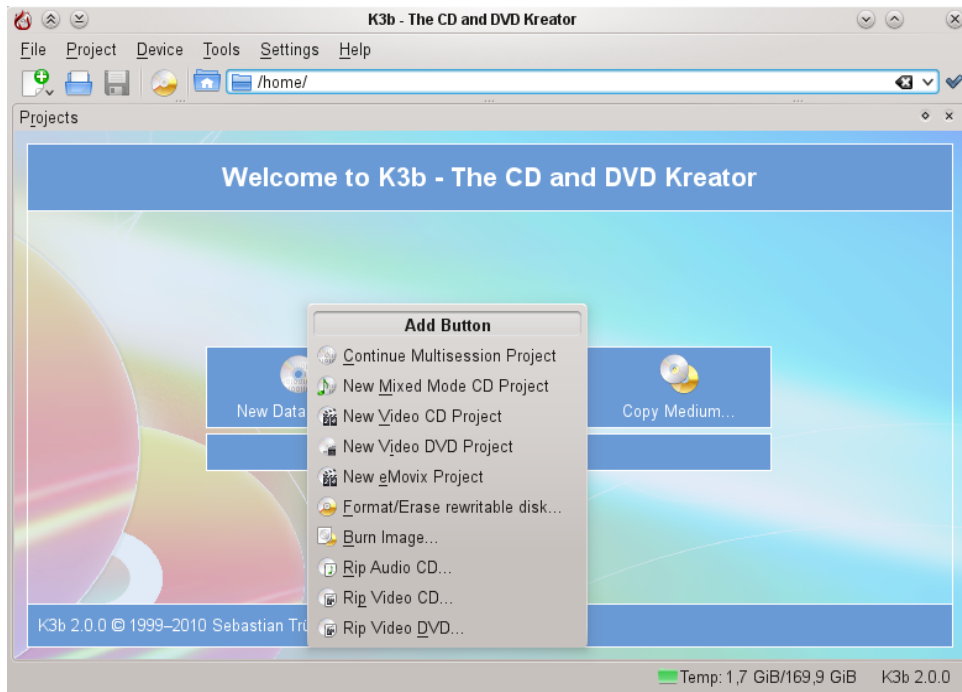 K3b - The CD and DVD Kreator
File Project Device Tools Settings Help
/home/
Projects
Welcome to K3b - The CD and DVD Kreator
Add Button
Continue Multisession Project
New Mixed Mode CD Project
New Video CD Project
New Video DVD Project
New eMovix Project
Format/Erase rewritable disk...
Burn Image...
Rip Audio CD...
Rip Video CD...
Rip Video DVD...
New Data
Copy Medium...
K3b 2.0.0 © 1999–2010 Sebastian
Temp: 1,7 GiB/169,9 GiB K3b 2.0.0